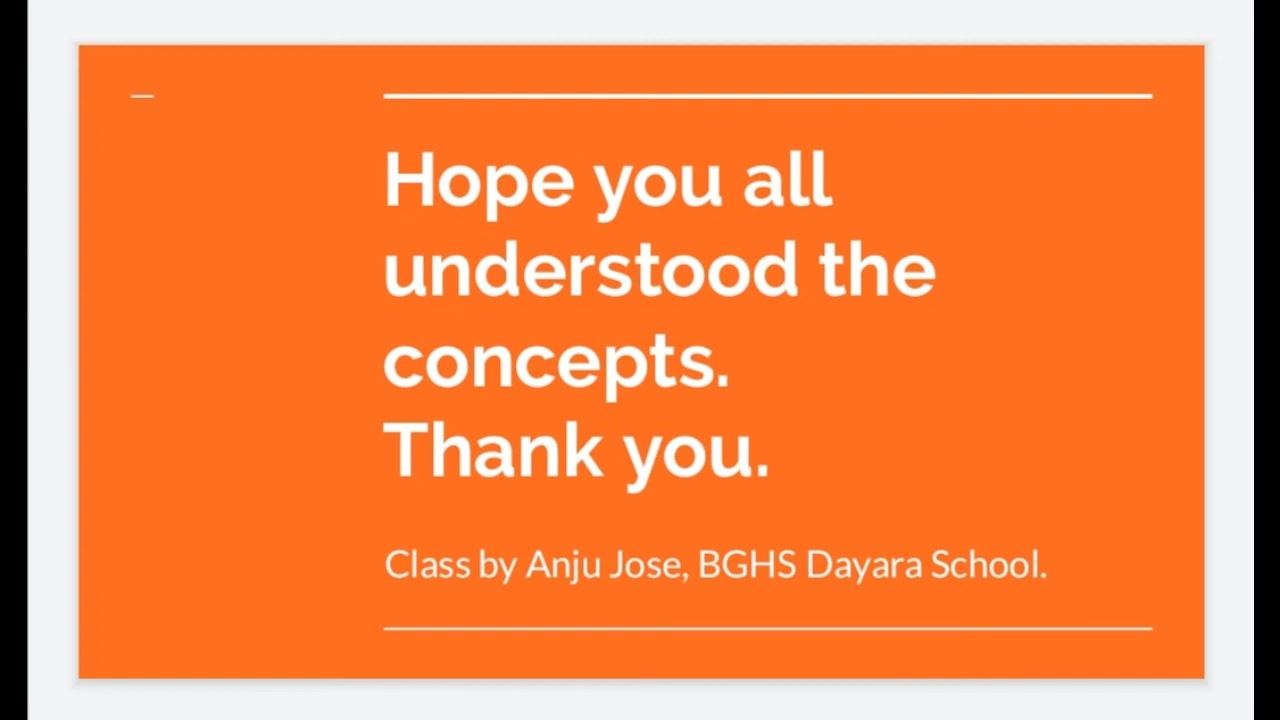 Hope you all
understood the
concepts.
Thank you.
Class by Anju Jose, BGHS Dayara School.